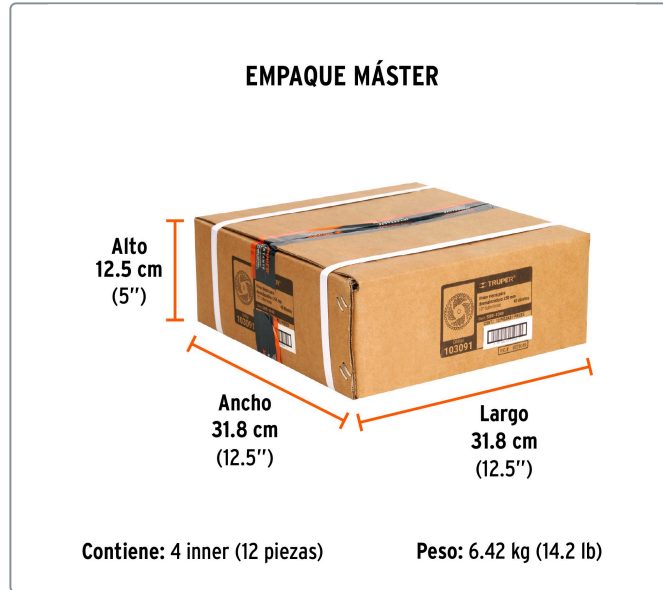 EMPAQUE MÁSTER
Alto
12.5 cm
(5’’)
TRUPER®
103091
103091
Ancho
31.8 cm
(12.5’’)
Largo
31.8 cm
(12.5’’)
Contiene: 4 inner (12 piezas)
Peso: 6.42 kg (14.2 lb)